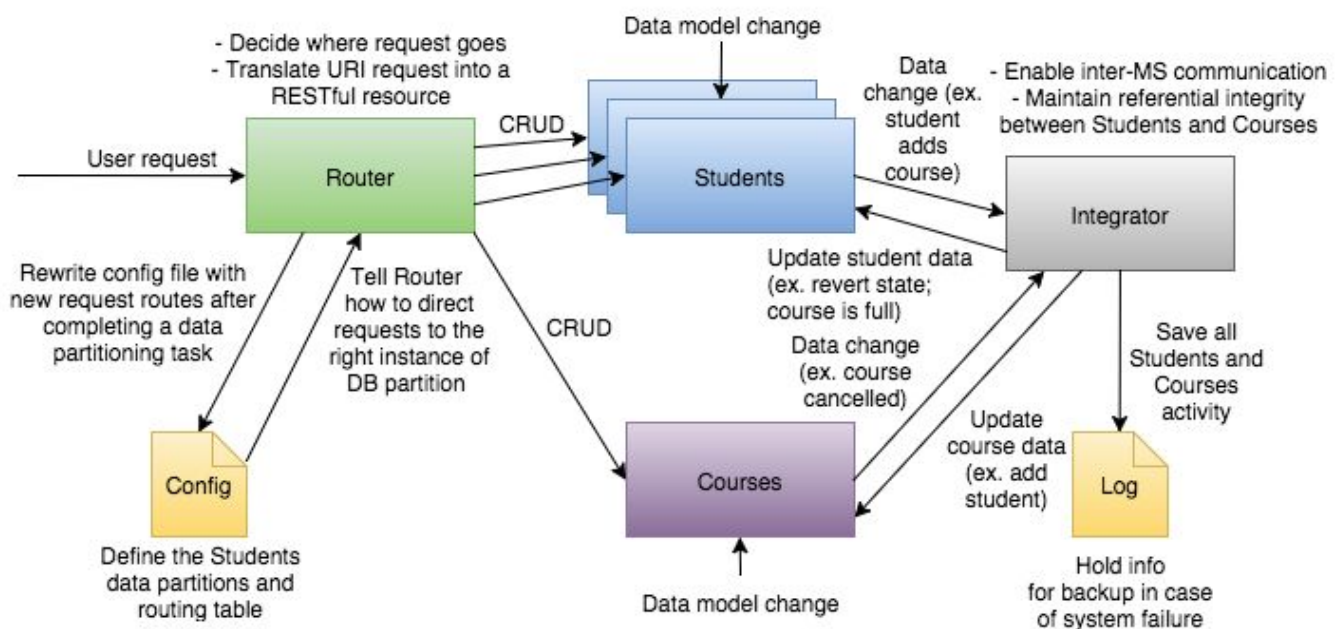 - Decide where request goes
- Translate URI request into a
RESTful resource
Data model change
User request
Router
CRUD
Students
Data
change (ex.
student
adds
course)
- Enable inter-MS communication
- Maintain referential integrity
between Students and Courses
Integrator
Rewrite config file with
new request routes after
completing a data
partitioning task
Tell Router
how to direct
requests to the
right instance of
DB partition
CRUD
Update student data
(ex. revert state;
course is full)
Data change
(ex. course
cancelled)
Save all
Students and
Courses
activity
Config
Define the Students
data partitions and
routing table
Courses
Update
course data
(ex. add
student)
Log
Hold info
for backup in case
of system failure
Data model change